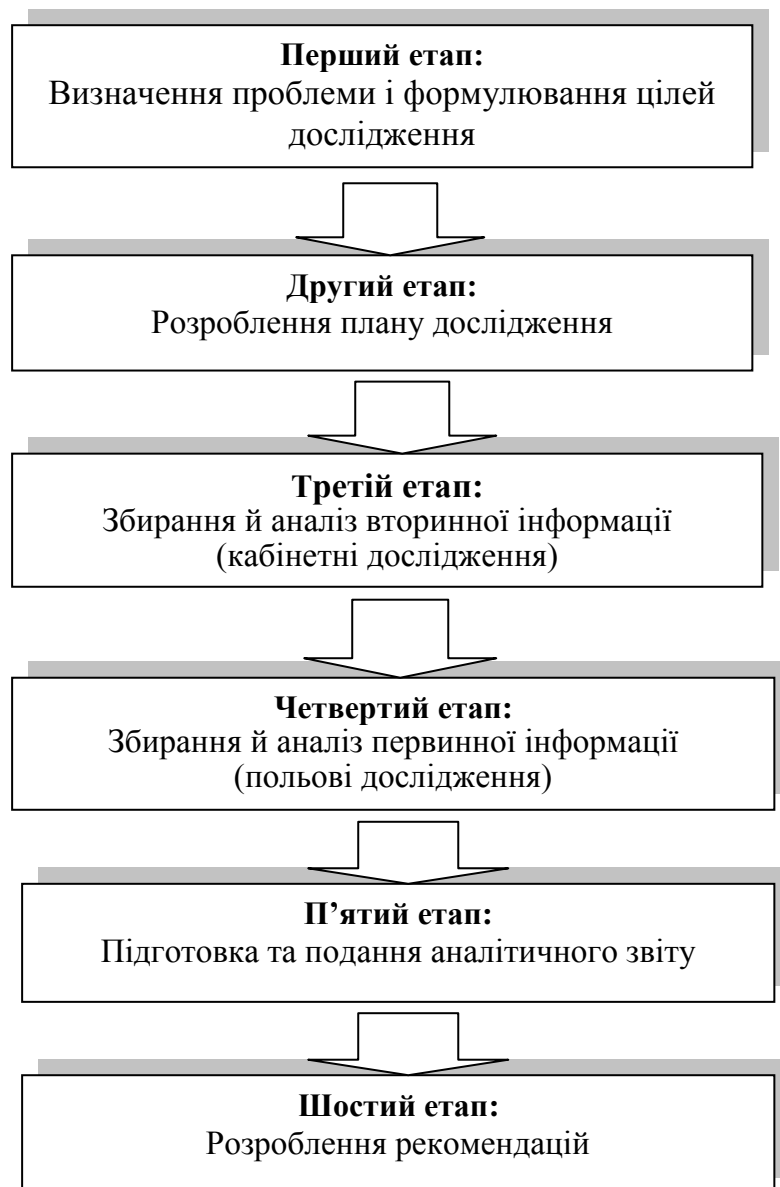 Перший етап:
Визначення проблеми і формулювання цілей
дослідження
Другий етап:
Розроблення плану дослідження
Третій етап:
Збирання й аналіз вторинної інформації
(кабінетні дослідження)
Четвертий етап:
Збирання й аналіз первинної інформації
(польові дослідження)
П’ятий етап:
Підготовка та подання аналітичного звіту
Шостий етап:
Розроблення рекомендацій